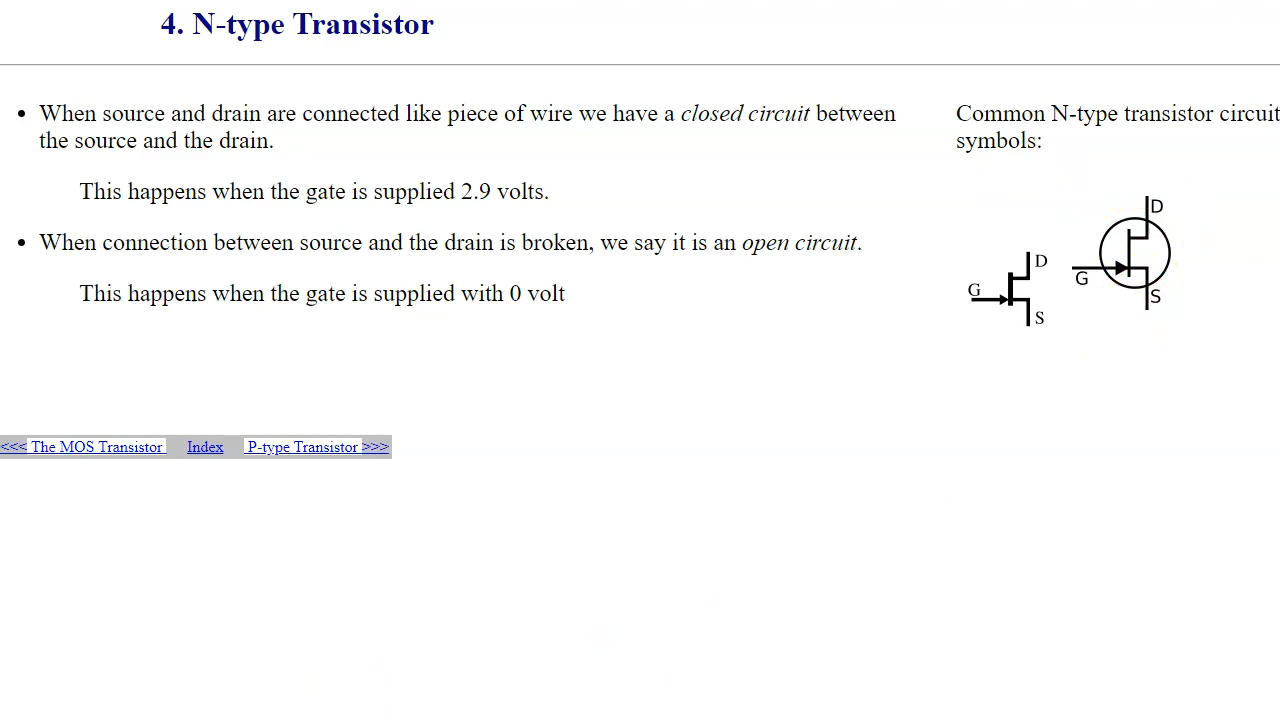 4. N-type Transistor
• When source and drain are connected like piece of wire we have a closed circuit between
the source and the drain.
This happens when the gate is supplied 2.9 volts.
• When connection between source and the drain is broken, we say it is an open circuit.
This happens when the gate is supplied with 0 volt
Common N-type transistor circuit
symbols:
D
G
S
D
G
S
<<< The MOS Transistor Index P-type Transistor >>>